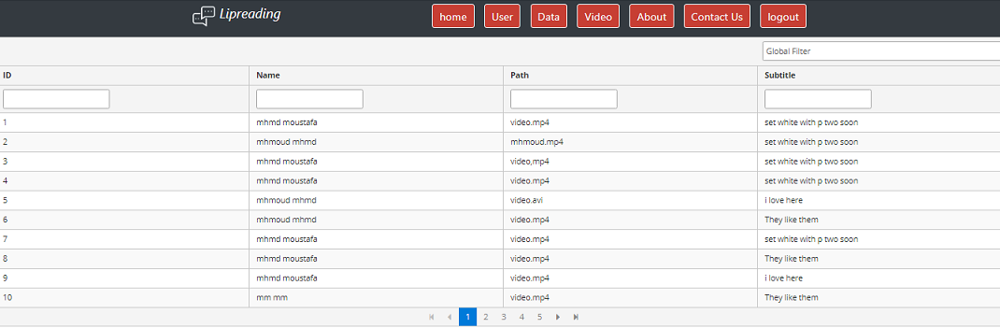 Lipreading home User Data Video About Contact Us logout
Global Filter
ID Name Path Subtitle
1 mhmd moustafa video.mp4 set white with p two soon
2 mhmoud mhmd mhmoud.mp4 set white with p two soon
3 mhmd moustafa video,mp4 set white with p two soon
4 mhmd moustafa video.mp4 set white with p two soon
5 mhmoud mhmd video.avi i love here
6 mhmoud mhmd video.mp4 They like them
7 mhmd moustafa video.mp4 set white with p two soon
8 mhmd moustafa video.mp4 They like them
9 mhmd moustafa video.mp4 i love here
10 mm mm video.mp4 They like them
1 2 3 4 5